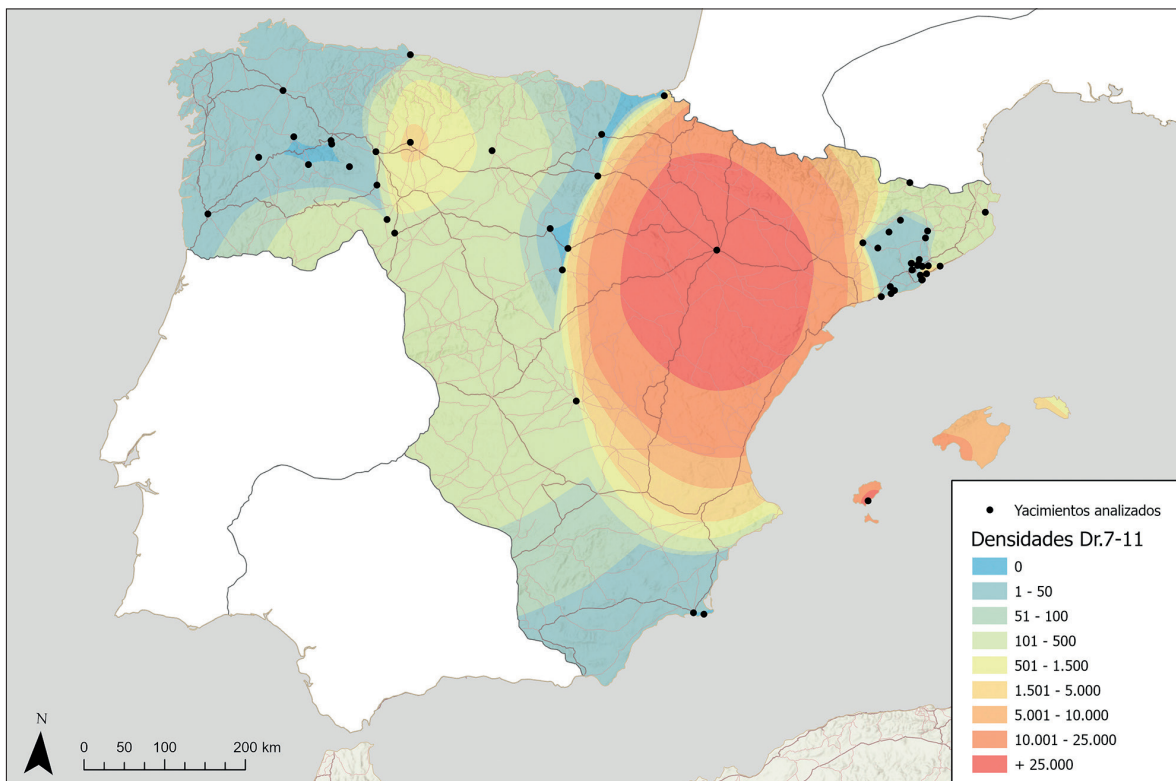 Yacimientos analizados
Densidades Dr.7-11
0
1 - 50
51 - 100
101 - 500
501 - 1.500
1.501 - 5.000
5.001 - 10.000
10.001 - 25.000
+ 25.000
N
0 50 100 200 km